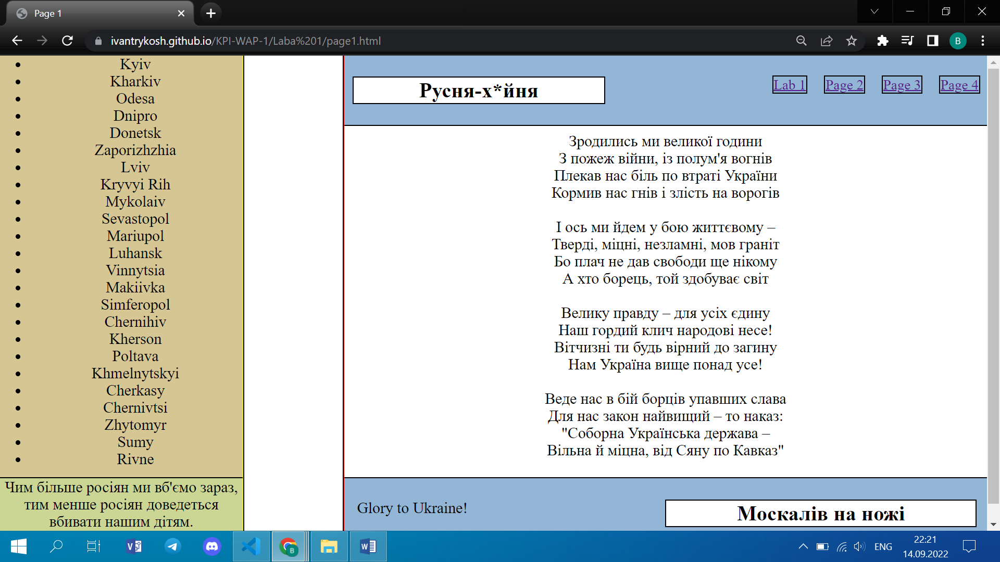 Page 1
ivantrykosh.github.io/KPI-WAP-1/Laba%201/page1.html
B
Kyiv
Kharkiv
Odesa
Dnipro
Donetsk
Zaporizhzhia
Lviv
Kryvyi Rih
Mykolaiv
Sevastopol
Mariupol
Luhansk
Vinnytsia
Makiivka
Simferopol
Chernihiv
Kherson
Poltava
Khmelnytskyi
Cherkasy
Chernivtsi
Zhytomyr
Sumy
Rivne
Чим більше росіян ми вб'ємо зараз,
тим менше росіян доведеться
вбивати нашим дітям.
Русня-х*йня
Lab 1 Page 2 Page 3 Page 4
Зродились ми великої години
З пожеж війни, із полум'я вогнів
Плекав нас біль по втраті України
Кормив нас гнів і злість на ворогів
І ось ми йдем у бою життєвому –
Тверді, міцні, незламні, мов граніт
Бо плач не дав свободи ще нікому
А хто борець, той здобуває світ
Велику правду – для усіх єдину
Наш гордий клич народові несе!
Вітчизні ти будь вірний до загину
Нам Україна вище понад усе!
Веде нас в бій борців упавших слава
Для нас закон найвищий – то наказ:
"Соборна Українська держава –
Вільна й міцна, від Сяну по Кавказ"
Glory to Ukraine!
Москалів на ножі
ENG
22:21
14.09.2022